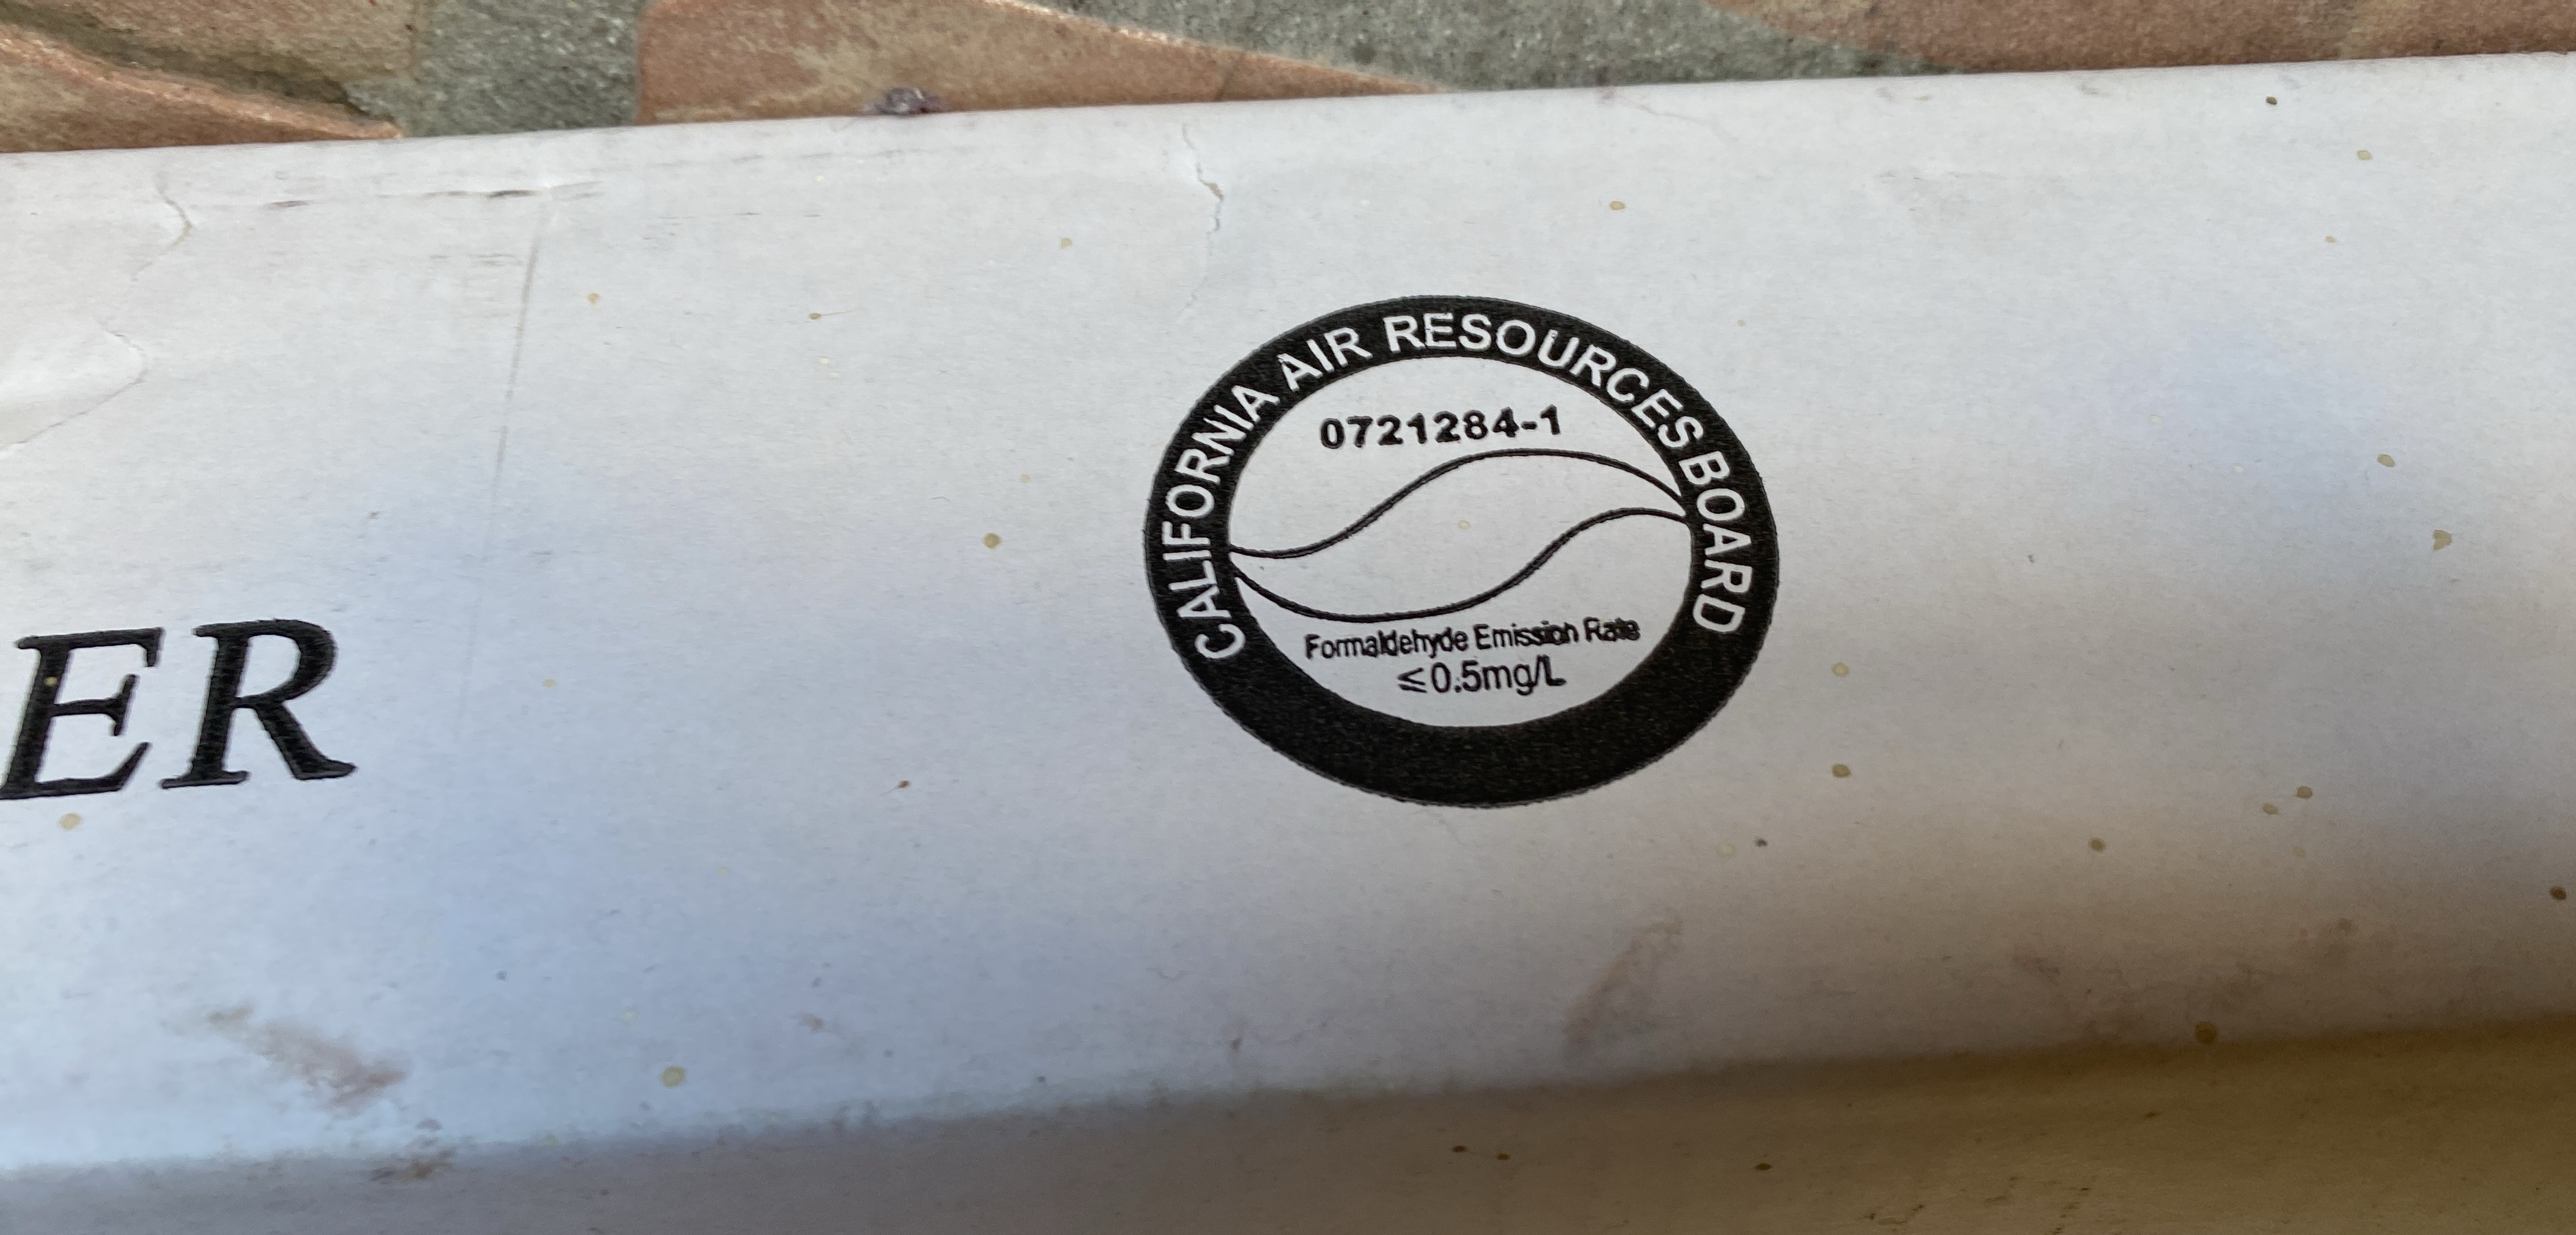 CALIFORNIA AIR RESOURCES BOARD
0721284-1
Formaldehyde Emission Rate
≤0.5mg/L
ER